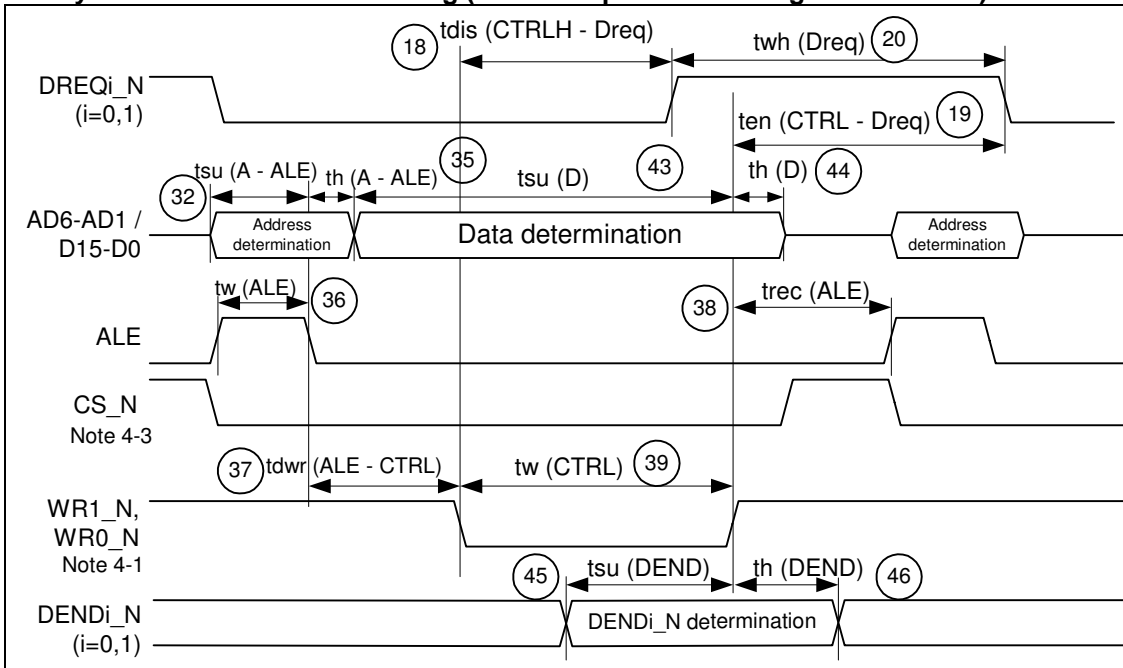 tdis (CTRLH - Dreq)
18
twh (Dreq) 20
DREQi_N
(i=0,1)
ten (CTRL - Dreq) 19
tsu (A - ALE)
th (A - ALE)
35
tsu (D)
43
th (D) 44
32
AD6-AD1 /
D15-D0
Address
determination
Data determination
Address
determination
tw (ALE)
36
38
trec (ALE)
ALE
CS_N
Note 4-3
37
tdwr (ALE - CTRL)
tw (CTRL) 39
WR1_N,
WR0_N
Note 4-1
45
tsu (DEND)
th (DEND)
46
DENDi_N
(i=0,1)
DENDi_N determination